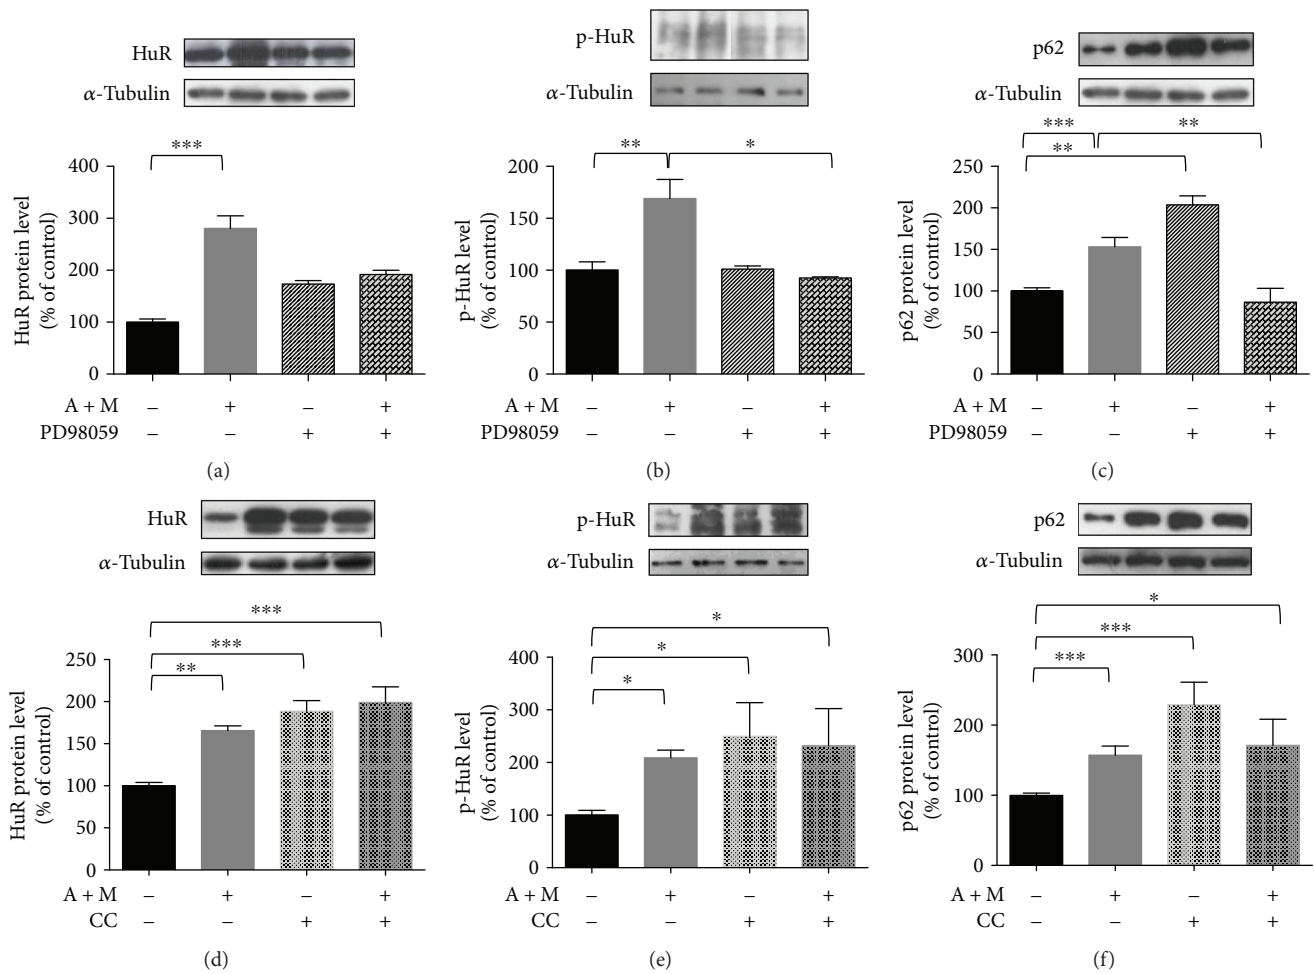 HuR
α-Tubulin
***
400
300
200
100
0
HuR protein level
(% of control)
A + M – + – +
PD98059 – – + +
(a)
p-HuR
α-Tubulin
** *
200
150
100
50
0
p-HuR level
(% of control)
A + M – + – +
PD98059 – – + +
(b)
p62
α-Tubulin
*** **
**
250
200
150
100
50
0
p62 protein level
(% of control)
A + M – + – +
PD98059 – – + +
(c)
HuR
α-Tubulin
***
***
**
250
200
150
100
50
0
HuR protein level
(% of control)
A + M – + – +
CC – – + +
(d)
p-HuR
α-Tubulin
*
*
*
400
300
200
100
0
p-HuR level
(% of control)
A + M – + – +
CC – – + +
(e)
p62
α-Tubulin
*
***
***
300
200
100
0
p62 protein level
(% of control)
A + M – + – +
CC – – + +
(f)